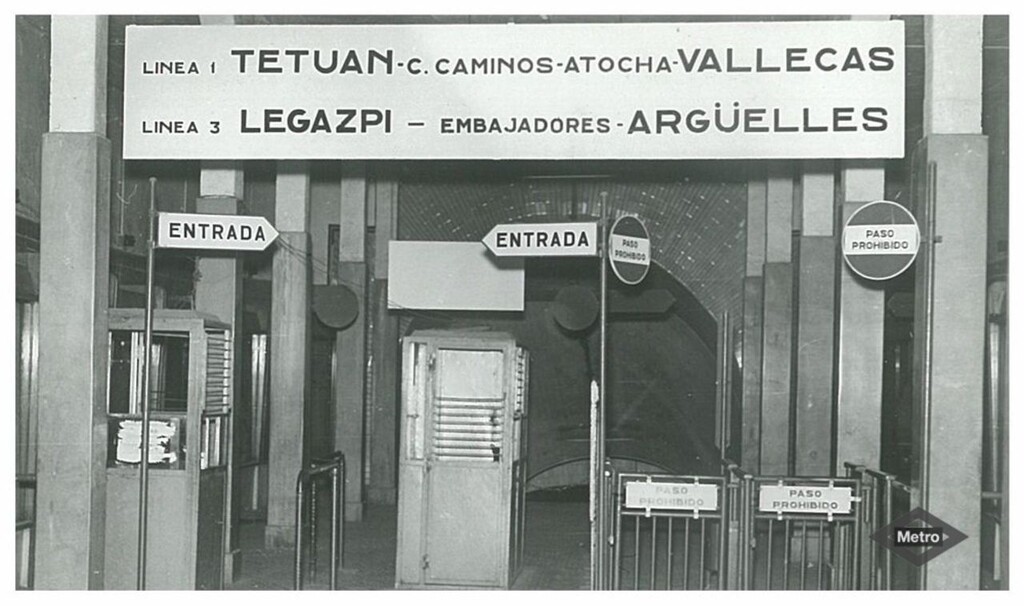 LINEA 1 TETUAN-C. CAMINOS-ATOCHA-VALLECAS
LINEA 3 LEGAZPI – EMBAJADORES-ARGÜELLES
ENTRADA
ENTRADA
PASO
PROHIBIDO
PASO
PROHIBIDO
PASO
PROHIBIDO
PASO
PROHIBIDO
Metro